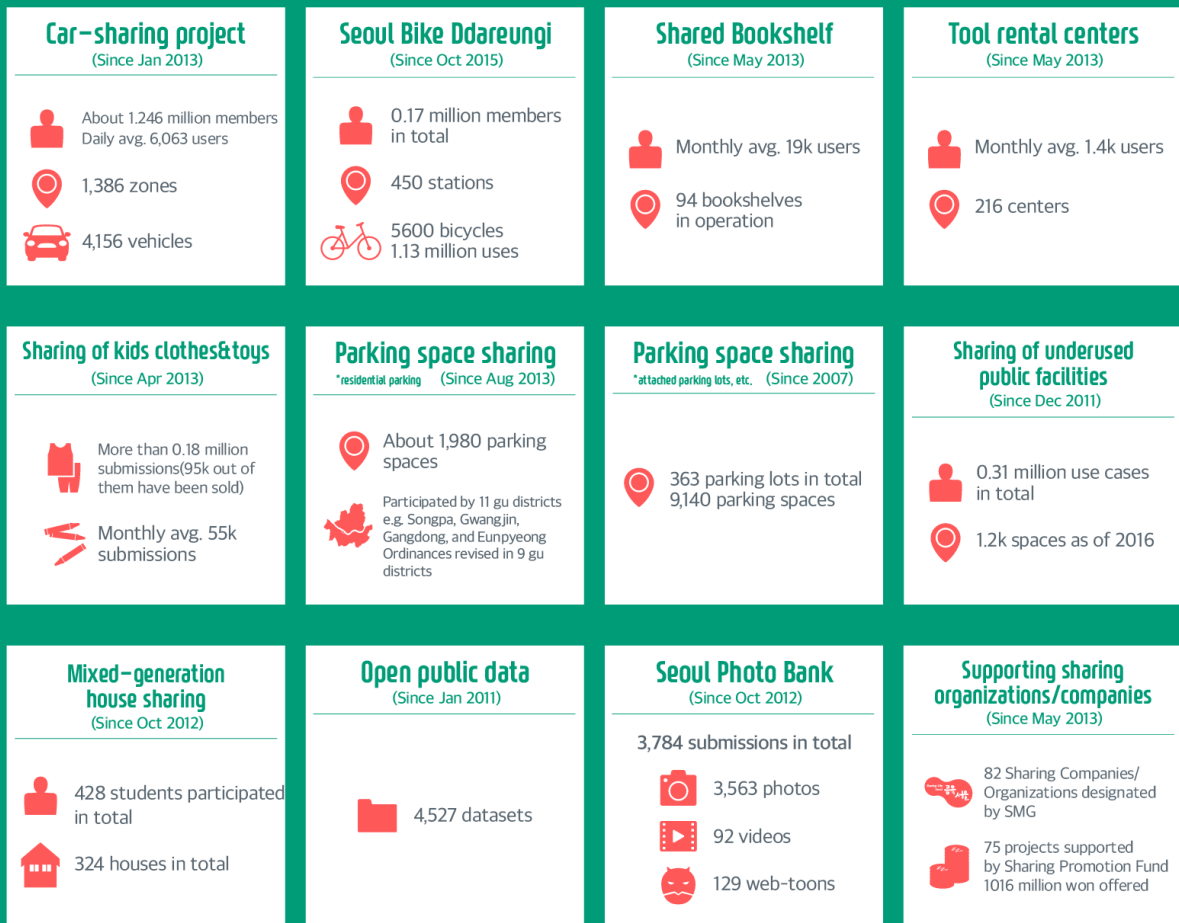 Car-sharing project
(Since Jan 2013)
About 1.246 million members
Daily avg. 6,063 users
1,386 zones
4,156 vehicles
Seoul Bike Ddareungi
(Since Oct 2015)
0.17 million members
in total
450 stations
5600 bicycles
1.13 million uses
Shared Bookshelf
(Since May 2013)
Monthly avg. 19k users
94 bookshelves
in operation
Tool rental centers
(Since May 2013)
Monthly avg. 1.4k users
216 centers
Sharing of kids clothes&toys
(Since Apr 2013)
More than 0.18 million
submissions(95k out of
them have been sold)
Monthly avg. 55k
submissions
Parking space sharing
*residential parking (Since Aug 2013)
About 1,980 parking
spaces
Participated by 11 gu districts
e.g. Songpa, Gwangjin,
Gangdong, and Eunpyeong
Ordinances revised in 9 gu
districts
Parking space sharing
*attached parking lots, etc. (Since 2007)
363 parking lots in total
9,140 parking spaces
Sharing of underused
public facilities
(Since Dec 2011)
0.31 million use cases
in total
1.2k spaces as of 2016
Mixed-generation
house sharing
(Since Oct 2012)
428 students participated
in total
324 houses in total
Open public data
(Since Jan 2011)
4,527 datasets
Seoul Photo Bank
(Since Oct 2012)
3,784 submissions in total
3,563 photos
92 videos
129 web-toons
Supporting sharing
organizations/companies
(Since May 2013)
82 Sharing Companies/
Organizations designated
by SMG
75 projects supported
by Sharing Promotion Fund
1016 million won offered